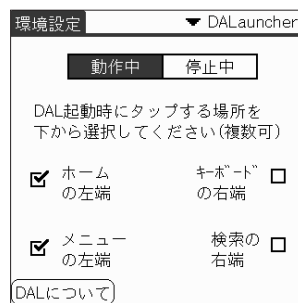 環境設定
▼ DALauncher
動作中 停止中
DAL起動時にタップする場所を
下から選択してください(複数可)
ホーム
の左端
ｷｰﾎﾞｰﾄﾞ
の右端
メニュー
の左端
検索の
右端
DALについて